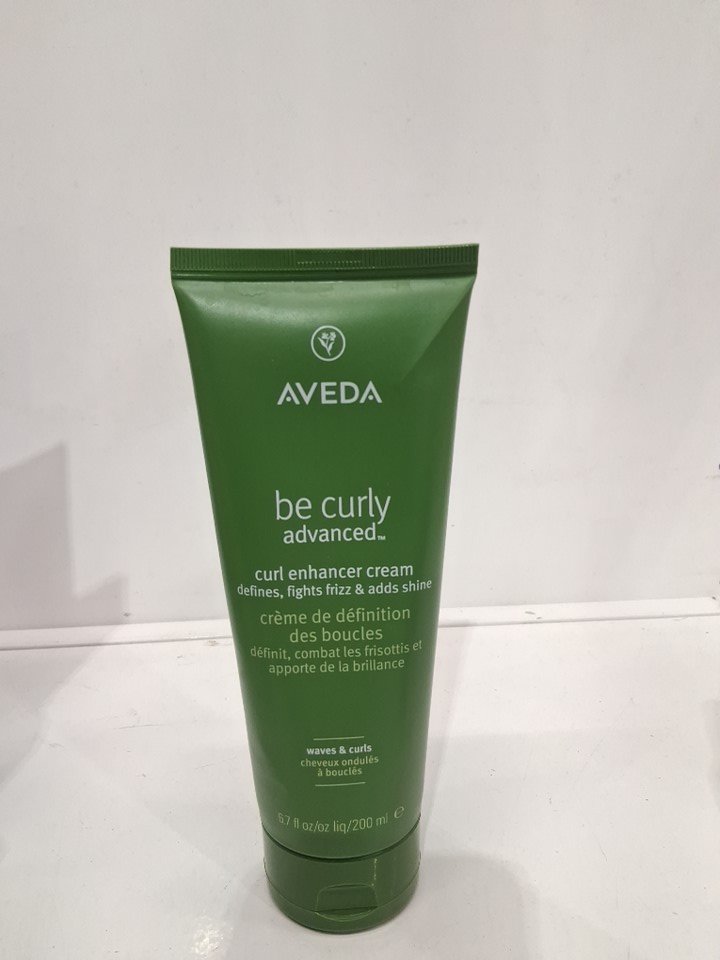 AVEDA
be curly
advanced™
curl enhancer cream
defines, fights frizz & adds shine
crème de définition
des boucles
définit, combat les frisottis et
apporte de la brillance
waves & curls
cheveux ondulés
à bouclés
6.7 fl oz/oz liq/200 ml ℮